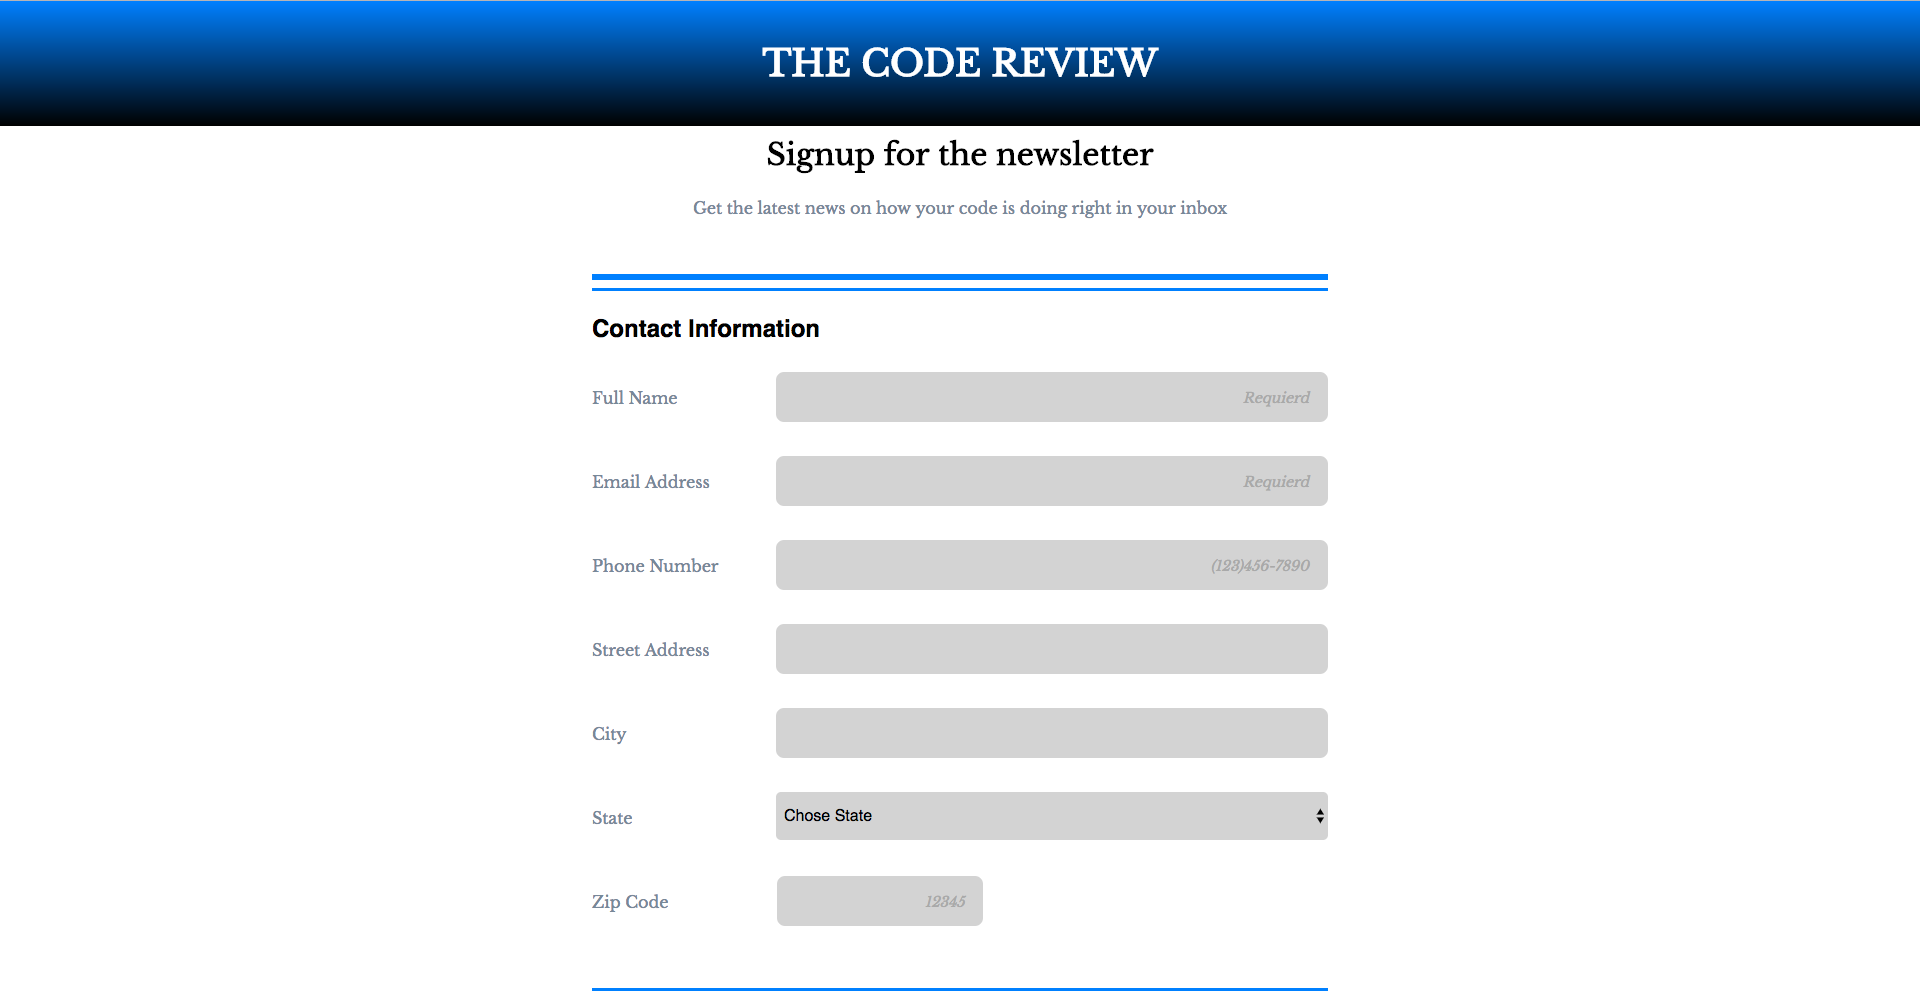 THE CODE REVIEW
Signup for the newsletter
Get the latest news on how your code is doing right in your inbox
Contact Information
Full Name Requierd
Email Address Requierd
Phone Number (123)456-7890
Street Address
City
State Chose State
Zip Code 12345